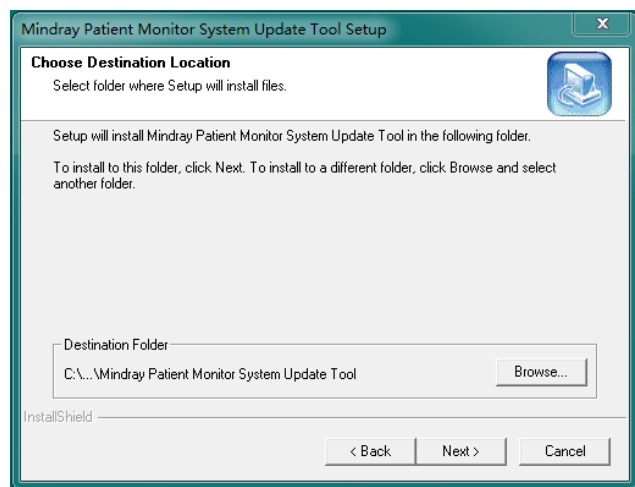 Mindray Patient Monitor System Update Tool Setup
x
Choose Destination Location
Select folder where Setup will install files.
Setup will install Mindray Patient Monitor System Update Tool in the following folder.
To install to this folder, click Next. To install to a different folder, click Browse and select
another folder.
Destination Folder
C:\...\Mindray Patient Monitor System Update Tool
Browse...
InstallShield
< Back
Next >
Cancel